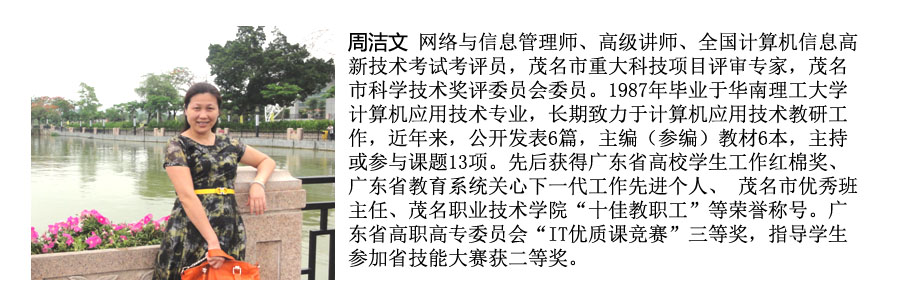 周洁文 网络与信息管理师、高级讲师、全国计算机信息高
新技术考试考评员，茂名市重大科技项目评审专家，茂名
市科学技术奖评委员会委员。1987年毕业于华南理工大学
计算机应用技术专业，长期致力于计算机应用技术教研工
作，近年来，公开发表6篇，主编（参编）教材6本，主持
或参与课题13项。先后获得广东省高校学生工作红棉奖、
广东省教育系统关心下一代工作先进个人、 茂名市优秀班
主任、茂名职业技术学院“十佳教职工”等荣誉称号。广
东省高职高专委员会“IT优质课竞赛”三等奖，指导学生
参加省技能大赛获二等奖。